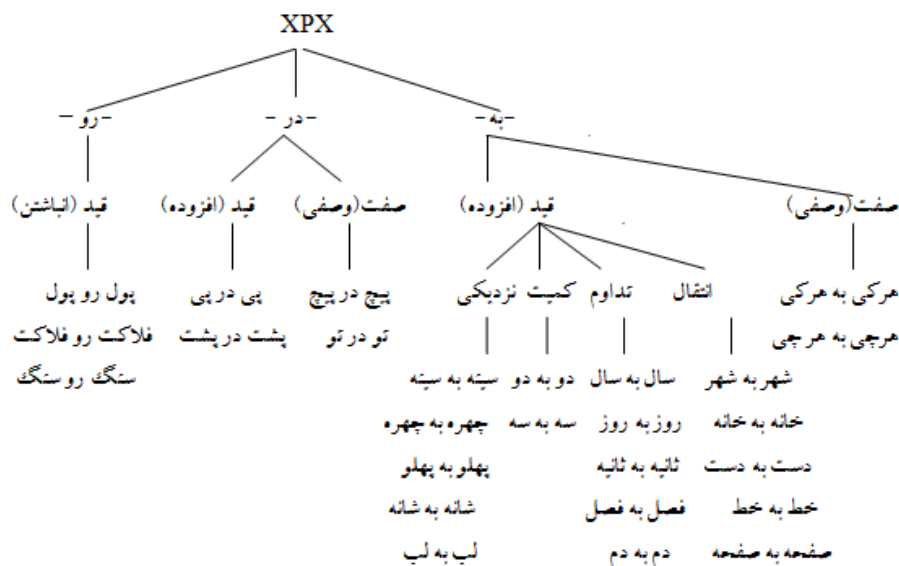 XPX
-به- -در - -رو –
صفت(وصفی) قید (افزوده) صفت(وصفی) قید (افزوده) قید (انباشتن)
هرکی به هرکی انتقال تداوم کمیت نزدیکی پیچ در پیچ پی در پی پول رو پول
هرچی به هرچی تو در تو پشت در پشت فلاکت رو فلاکت
سنگ رو سنگ
شهر به شهر سال به سال دو به دو سینه به سینه
خانه به خانه روز به روز سه به سه چهره به چهره
دست به دست ثانیه به ثانیه پهلو به پهلو
خط به خط فصل به فصل شانه به شانه
صفحه به صفحه دم به دم لب به لب